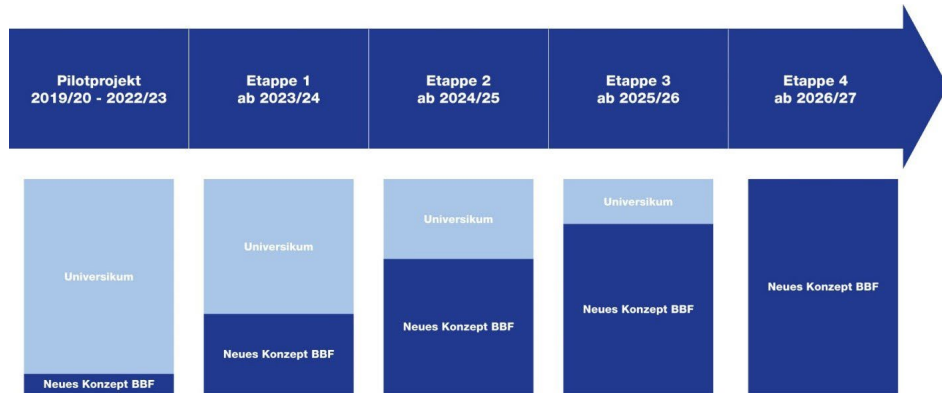 Pilotprojekt
2019/20 - 2022/23
Etappe 1
ab 2023/24
Etappe 2
ab 2024/25
Etappe 3
ab 2025/26
Etappe 4
ab 2026/27
Universikum
Neues Konzept BBF
Universikum
Neues Konzept BBF
Universikum
Neues Konzept BBF
Universikum
Neues Konzept BBF
Neues Konzept BBF